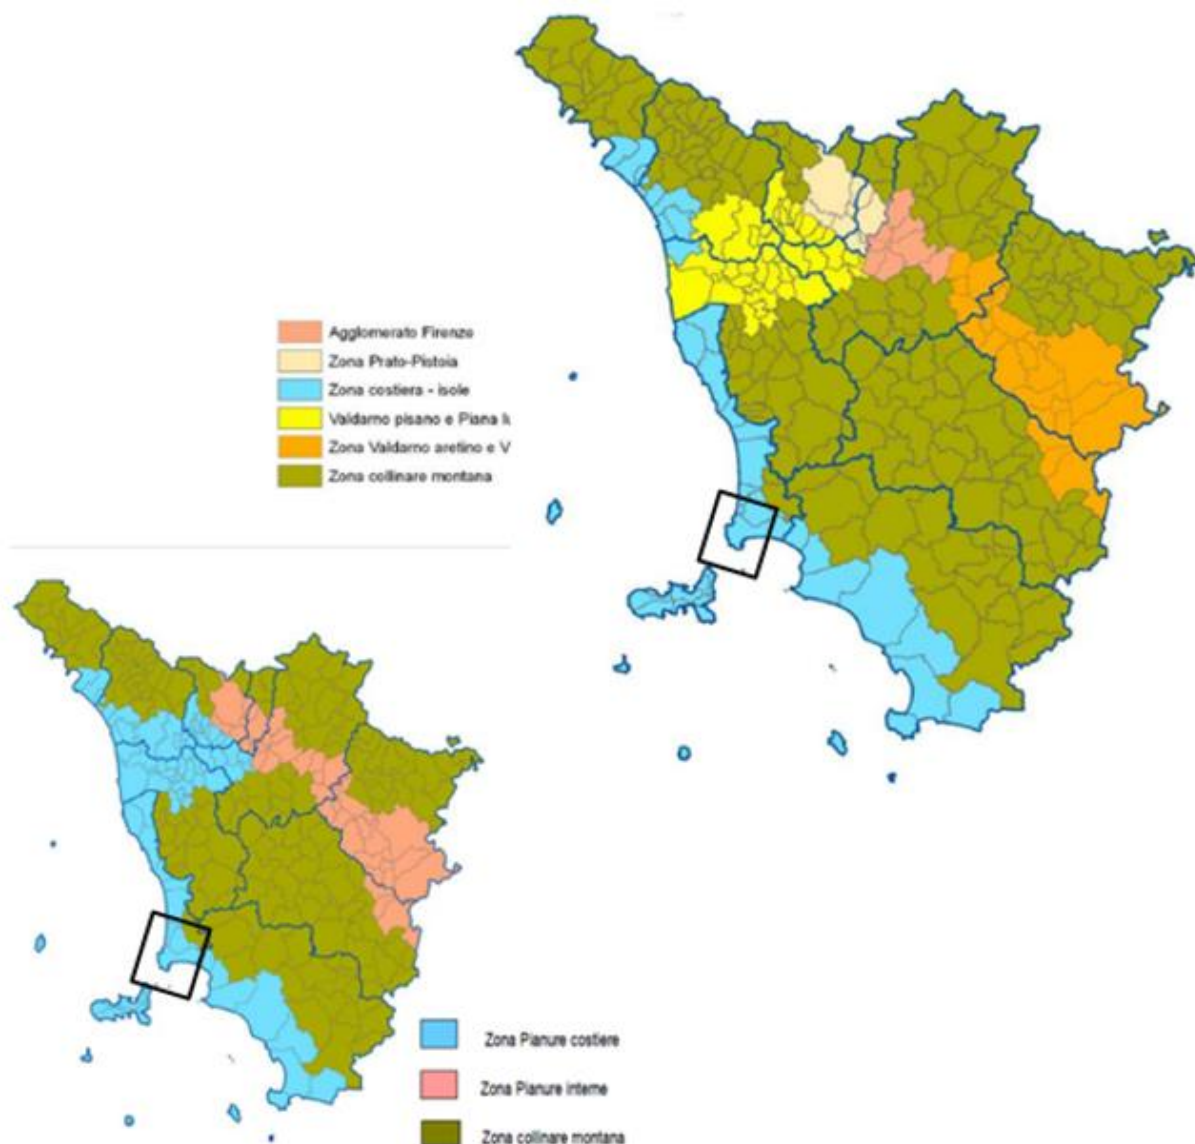 Agglomerato Firenze
Zona Prato-Pistoia
Zona costiera - isole
Valdarno pisano e Piana lu
Zona Valdarno aretino e V
Zona collinare montana
Zona Pianure costiere
Zona Pianure interne
Zona collinare montana